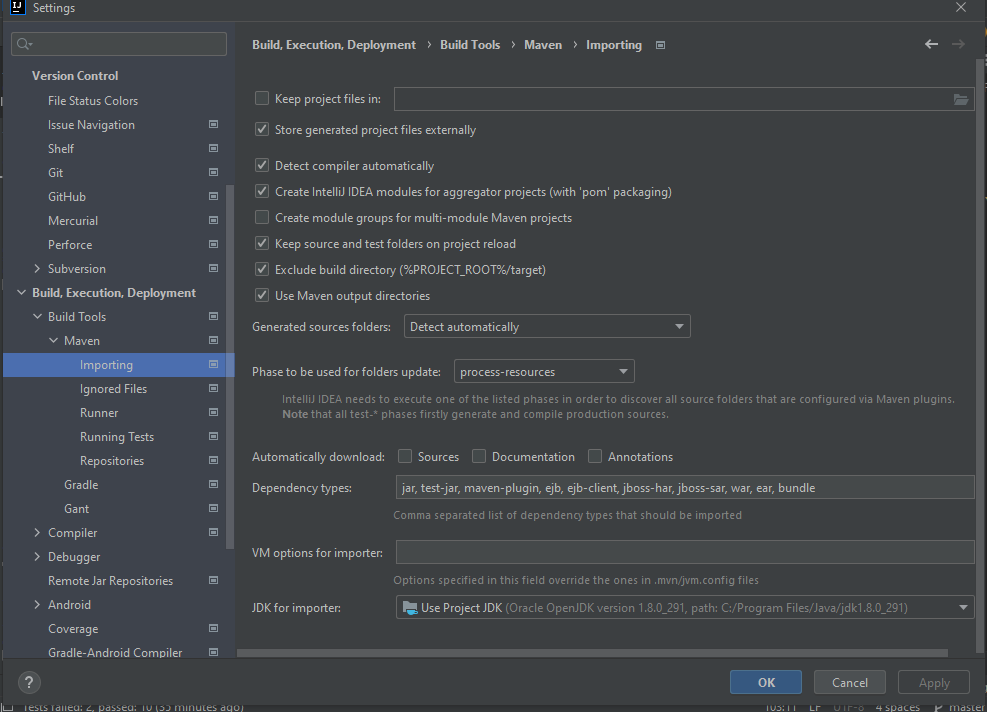 IJ
Settings
Version Control
File Status Colors
Issue Navigation
Shelf
Git
GitHub
Mercurial
Perforce
Subversion
Build, Execution, Deployment
Build Tools
Maven
Importing
Ignored Files
Runner
Running Tests
Repositories
Gradle
Gant
Compiler
Debugger
Remote Jar Repositories
Android
Coverage
Gradle-Android Compiler
Build, Execution, Deployment › Build Tools › Maven › Importing
Keep project files in:
Store generated project files externally
Detect compiler automatically
Create IntelliJ IDEA modules for aggregator projects (with 'pom' packaging)
Create module groups for multi-module Maven projects
Keep source and test folders on project reload
Exclude build directory (%PROJECT_ROOT%/target)
Use Maven output directories
Generated sources folders: Detect automatically
Phase to be used for folders update: process-resources
IntelliJ IDEA needs to execute one of the listed phases in order to discover all source folders that are configured via Maven plugins.
Note that all test-* phases firstly generate and compile production sources.
Automatically download: Sources Documentation Annotations
Dependency types: jar, test-jar, maven-plugin, ejb, ejb-client, jboss-har, jboss-sar, war, ear, bundle
Comma separated list of dependency types that should be imported
VM options for importer:
Options specified in this field override the ones in .mvn/jvm.config files
JDK for importer: Use Project JDK (Oracle OpenJDK version 1.8.0_291, path: C:/Program Files/Java/jdk1.8.0_291)
? OK Cancel Apply
Tests failed: 2, passed: 10 (35 minutes ago) 105:11 LF UTF-8 4 spaces master